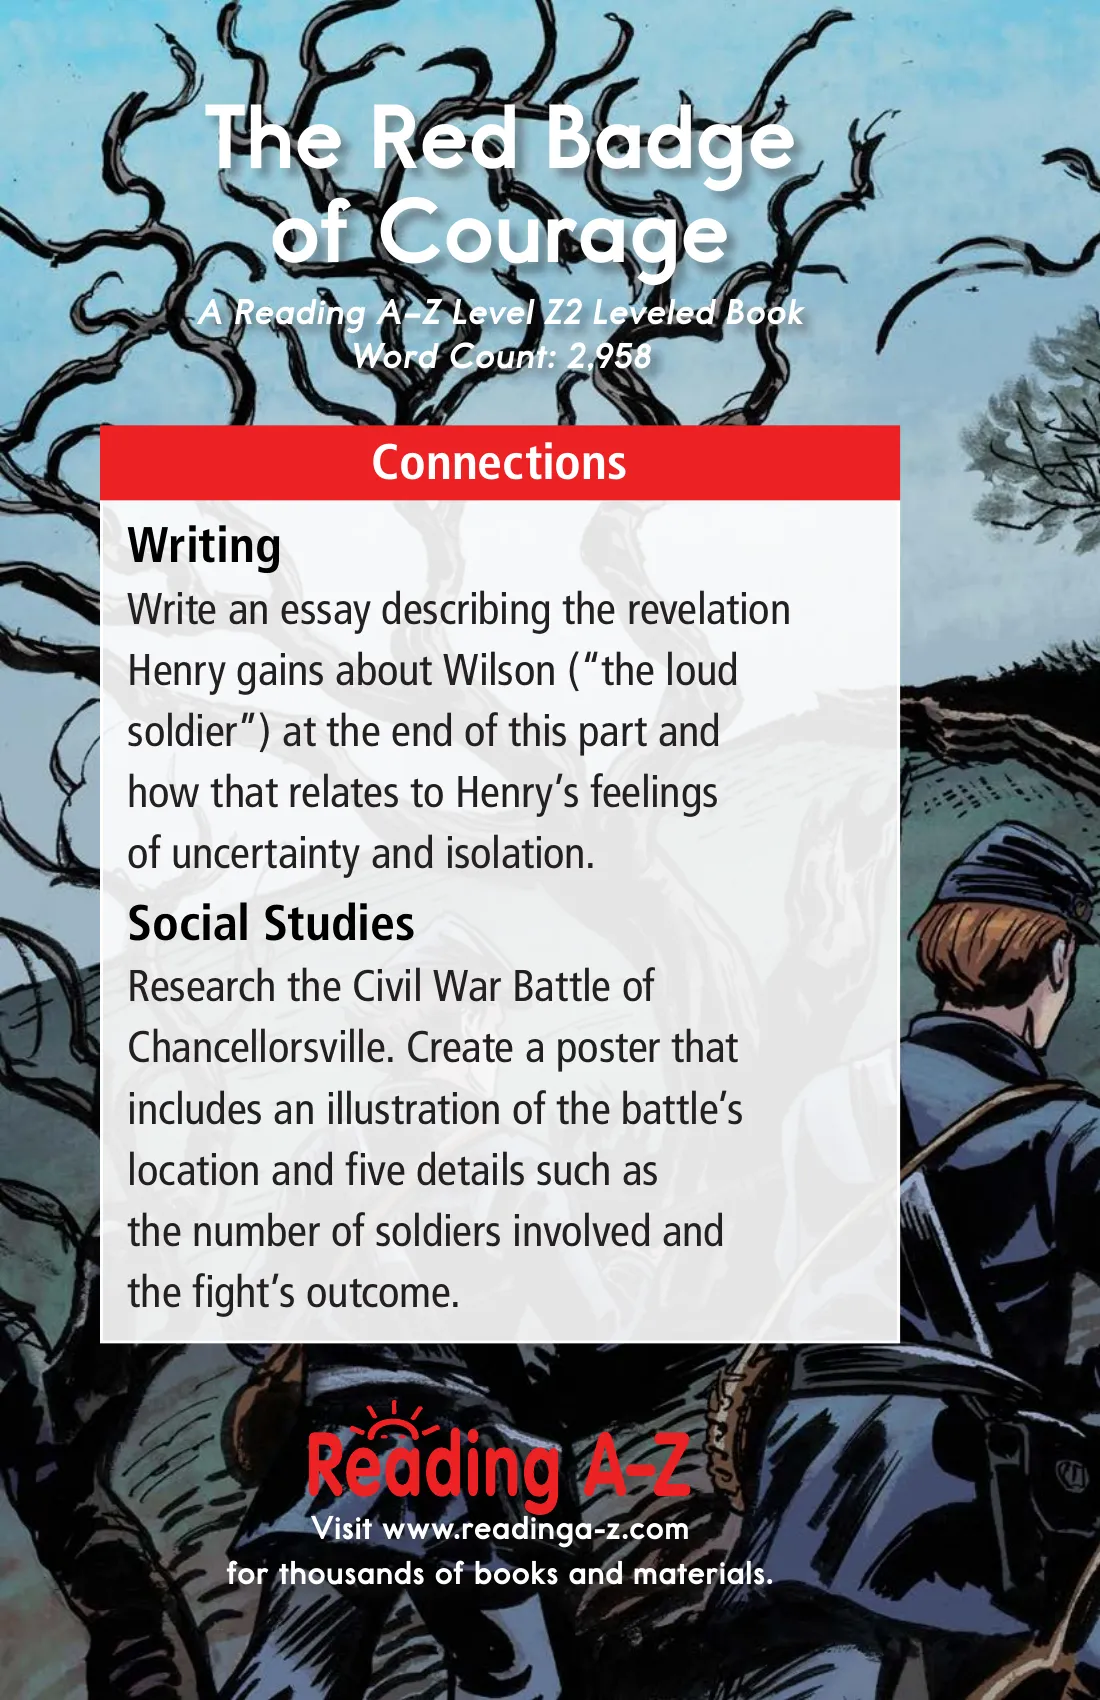 The Red Badge
of Courage
A Reading A–Z Level Z2 Leveled Book
Word Count: 2,958
Connections
Writing
Write an essay describing the revelation
Henry gains about Wilson (“the loud
soldier”) at the end of this part and
how that relates to Henry’s feelings
of uncertainty and isolation.
Social Studies
Research the Civil War Battle of
Chancellorsville. Create a poster that
includes an illustration of the battle’s
location and five details such as
the number of soldiers involved and
the fight’s outcome.
Reading A–Z
Visit www.readinga-z.com
for thousands of books and materials.